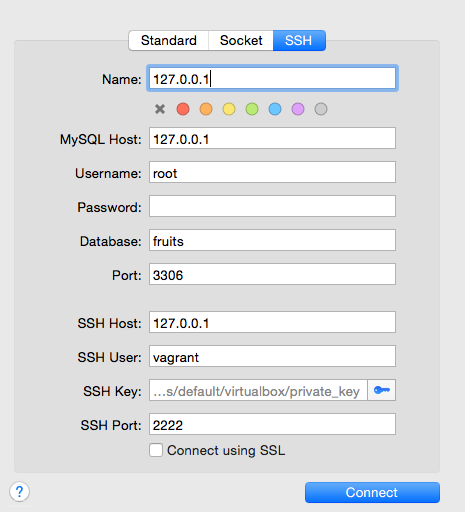 Standard Socket SSH
Name: 127.0.0.1
MySQL Host: 127.0.0.1
Username: root
Password:
Database: fruits
Port: 3306
SSH Host: 127.0.0.1
SSH User: vagrant
SSH Key: ...s/default/virtualbox/private_key
SSH Port: 2222
Connect using SSL
? Connect